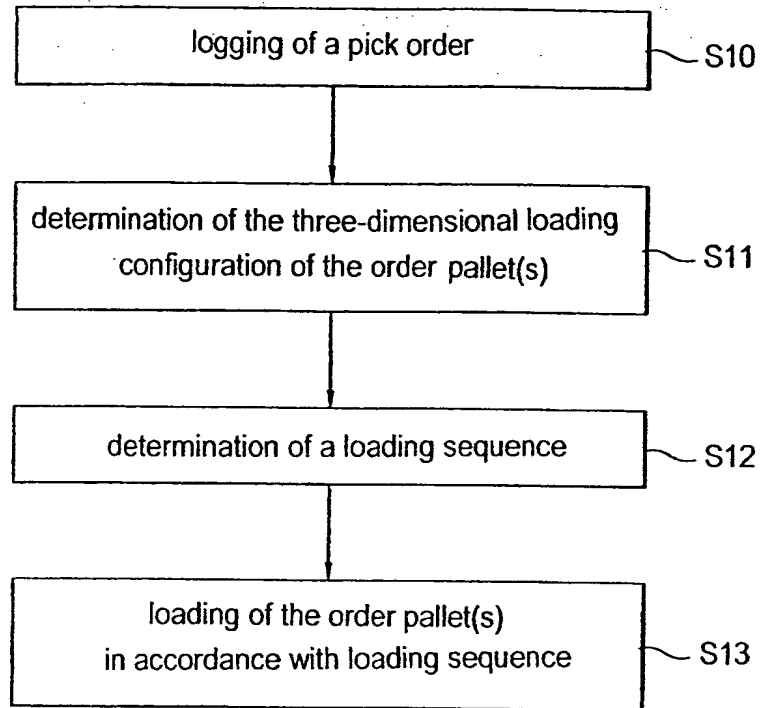 logging of a pick order
S10
determination of the three-dimensional loading
configuration of the order pallet(s)
S11
determination of a loading sequence
S12
loading of the order pallet(s)
in accordance with loading sequence
S13